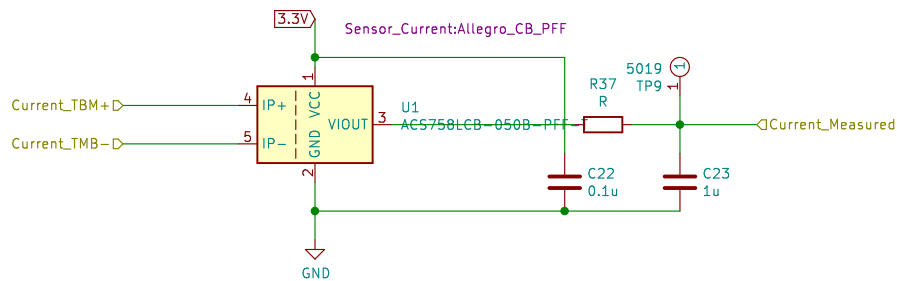 3.3V
Sensor_Current:Allegro_CB_PFF
5019
1
TP9
1
R37
R
1
Current_TBM+
4
IP+
VCC
U1
VIOUT
3
ACS758LCB-050B-PFF-
Current_Measured
Current_TMB-
5
IP-
GND
2
C22
0.1u
C23
1u
GND